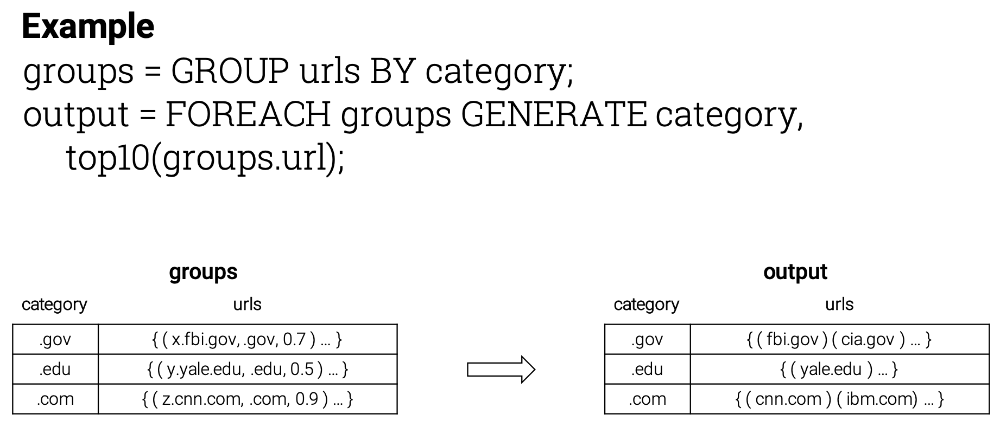 Example
groups = GROUP urls BY category;
output = FOREACH groups GENERATE category,
top10(groups.url);
groups
category urls
.gov { ( x.fbi.gov, .gov, 0.7 ) ... }
.edu { ( y.yale.edu, .edu, 0.5 ) ... }
.com { ( z.cnn.com, .com, 0.9 ) ... }
output
category urls
.gov { ( fbi.gov ) ( cia.gov ) ... }
.edu { ( yale.edu ) ... }
.com { ( cnn.com ) ( ibm.com) ... }